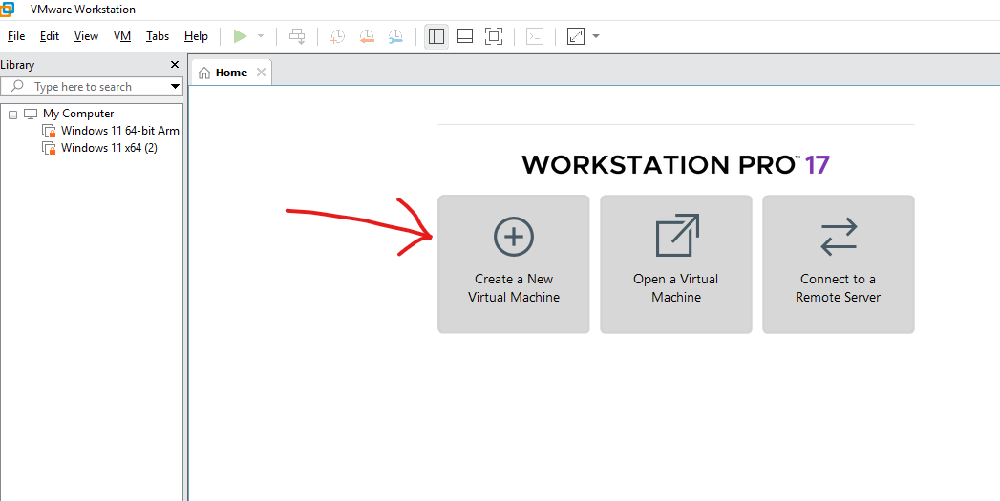 VMware Workstation
File Edit View VM Tabs Help
Library
Type here to search
My Computer
Windows 11 64-bit Arm
Windows 11 x64 (2)
Home
WORKSTATION PRO™ 17
Create a New
Virtual Machine
Open a Virtual
Machine
Connect to a
Remote Server